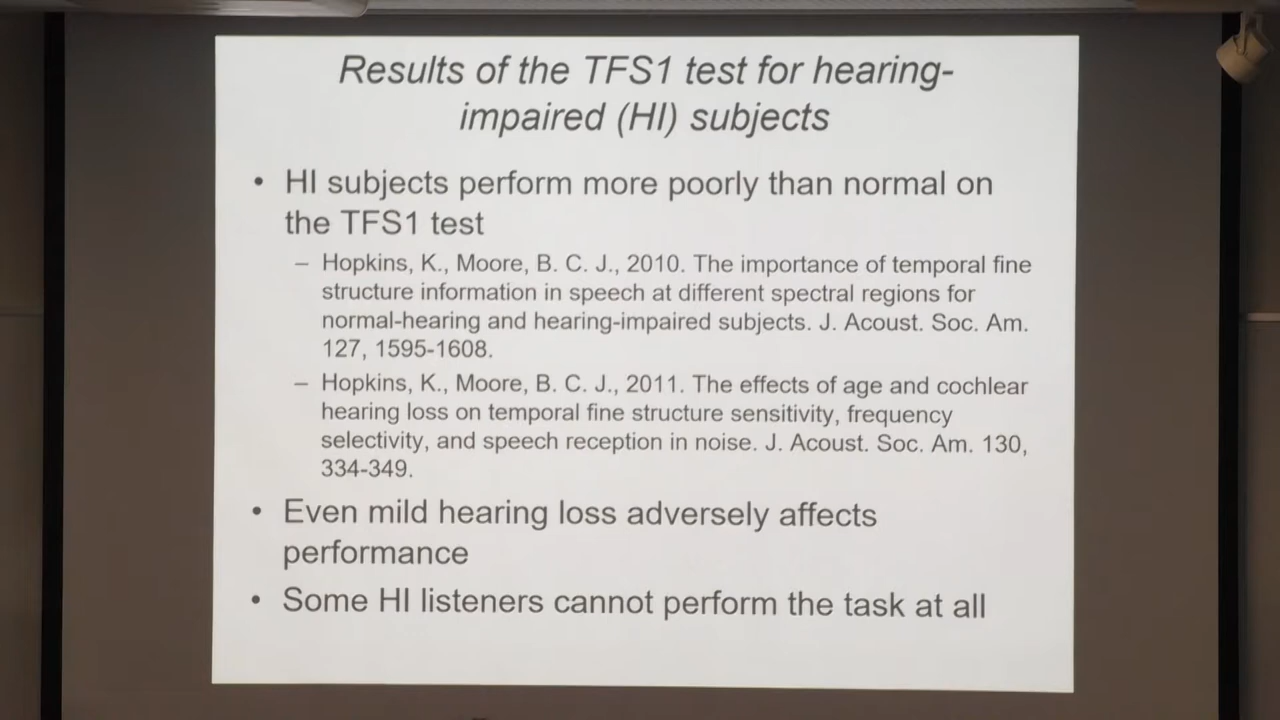 Results of the TFS1 test for hearing-
impaired (HI) subjects
• HI subjects perform more poorly than normal on
the TFS1 test
– Hopkins, K., Moore, B. C. J., 2010. The importance of temporal fine
structure information in speech at different spectral regions for
normal-hearing and hearing-impaired subjects. J. Acoust. Soc. Am.
127, 1595-1608.
– Hopkins, K., Moore, B. C. J., 2011. The effects of age and cochlear
hearing loss on temporal fine structure sensitivity, frequency
selectivity, and speech reception in noise. J. Acoust. Soc. Am. 130,
334-349.
• Even mild hearing loss adversely affects
performance
• Some HI listeners cannot perform the task at all